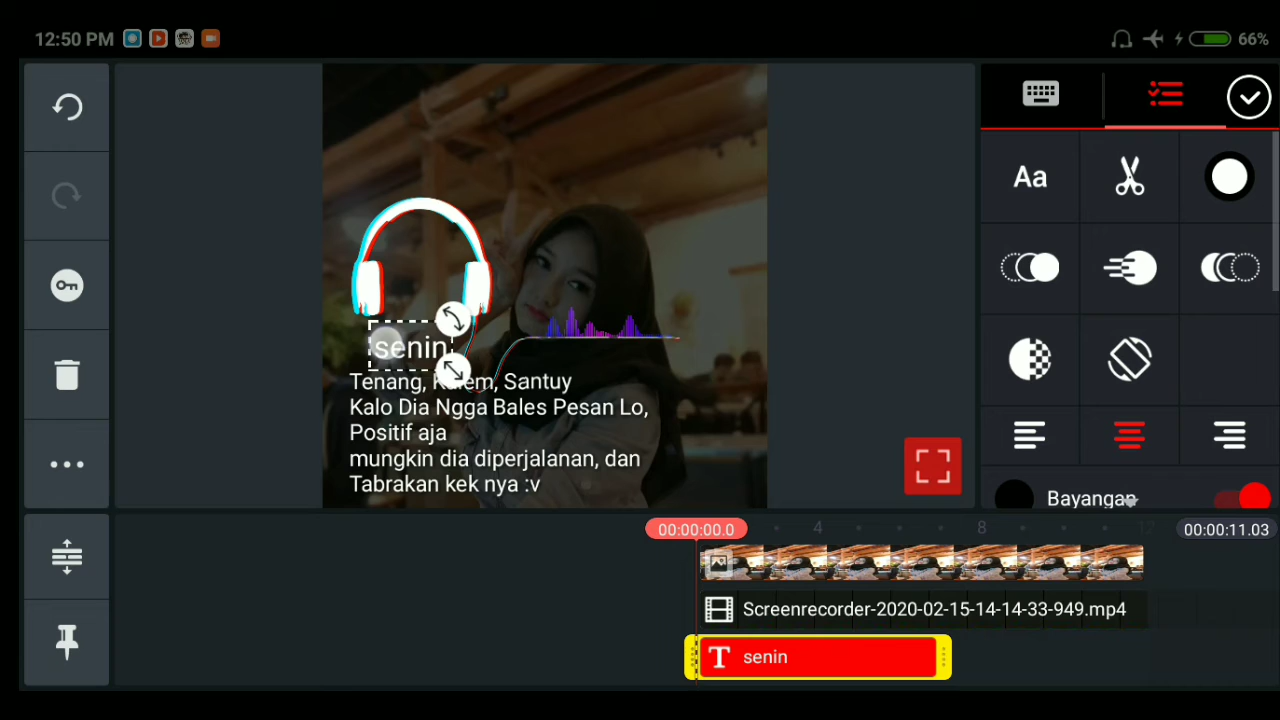 12:50 PM
66%
Aa
senin
Tenang, Kalem, Santuy
Kalo Dia Ngga Bales Pesan Lo,
Positif aja
mungkin dia diperjalanan, dan
Tabrakan kek nya :v
Bayangan
00:00:00.0
4
8
12
00:00:11.03
Screenrecorder-2020-02-15-14-14-33-949.mp4
T senin